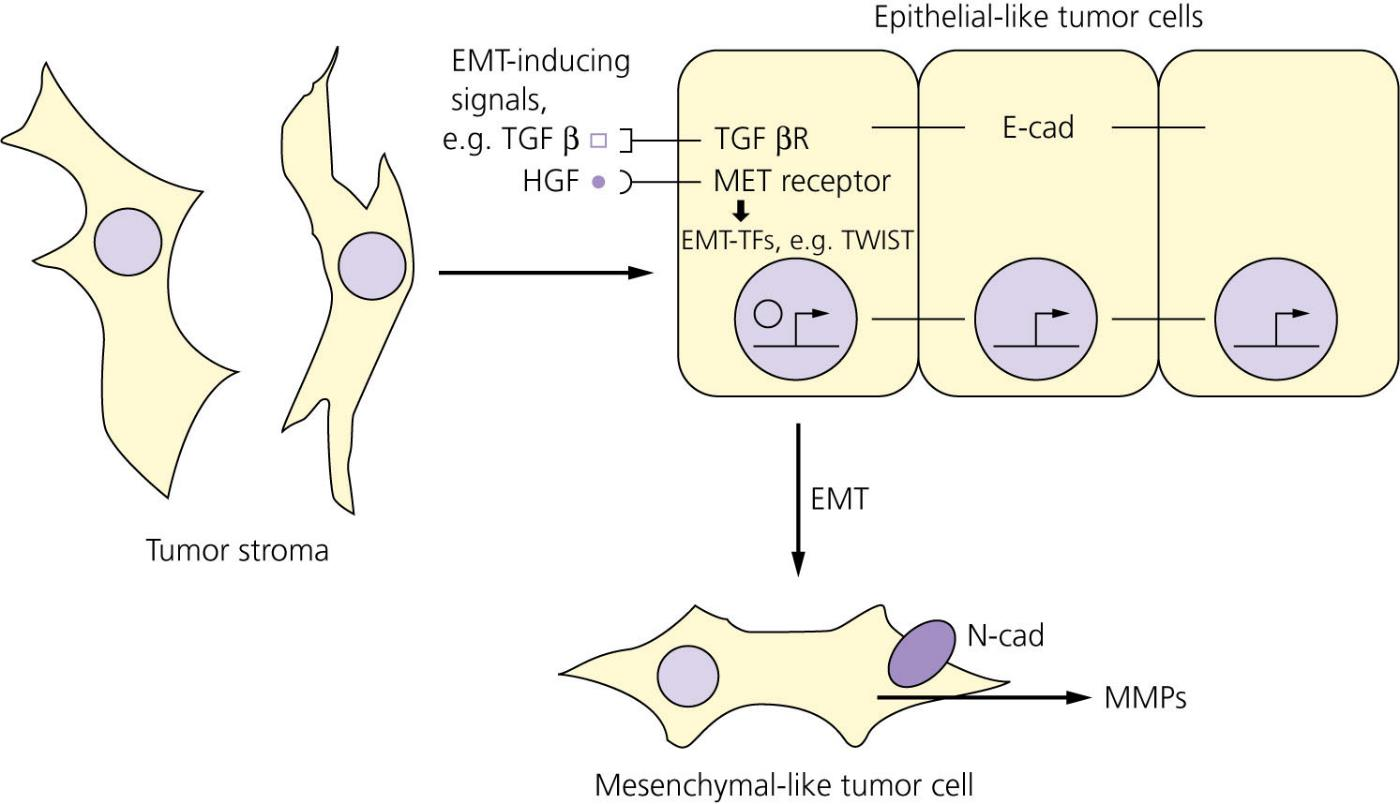 Epithelial-like tumor cells
EMT-inducing
signals,
e.g. TGF β
TGF βR
E-cad
HGF
MET receptor
EMT-TFs, e.g. TWIST
Tumor stroma
EMT
N-cad
MMPs
Mesenchymal-like tumor cell